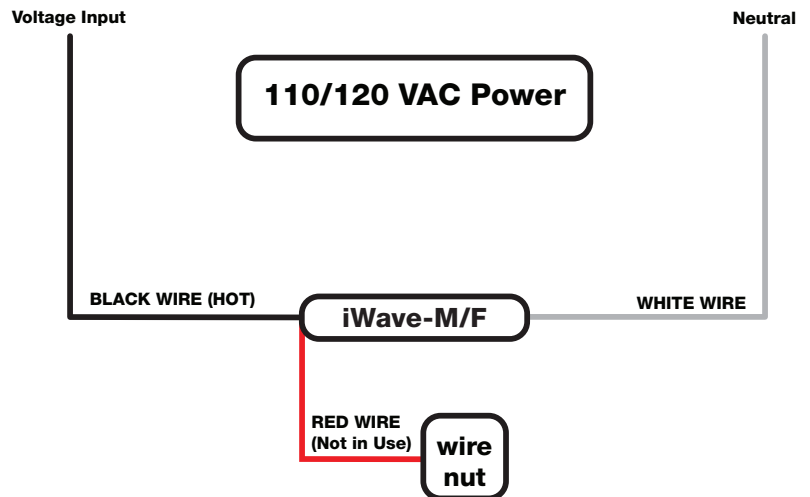 Voltage Input
Neutral
110/120 VAC Power
BLACK WIRE (HOT)
iWave-M/F
WHITE WIRE
RED WIRE
(Not in Use)
wire
nut